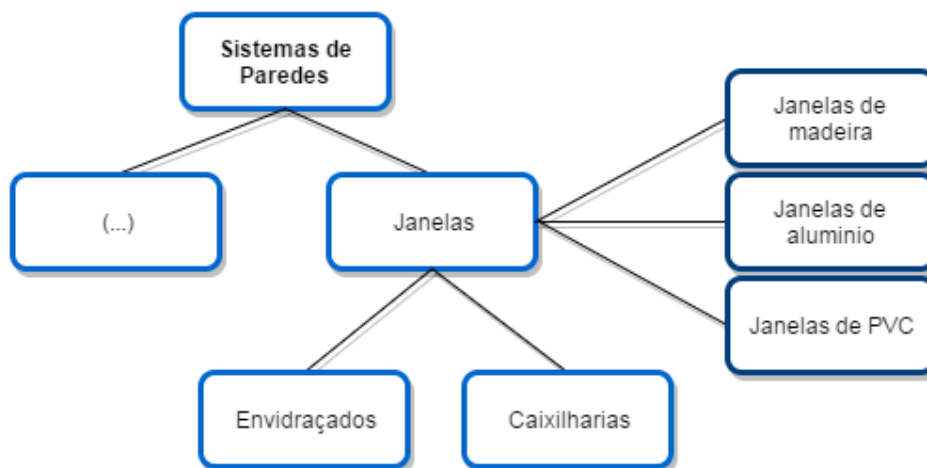 Sistemas de
Paredes
Janelas de
madeira
(...)
Janelas
Janelas de
aluminio
Janelas de PVC
Envidraçados
Caixilharias